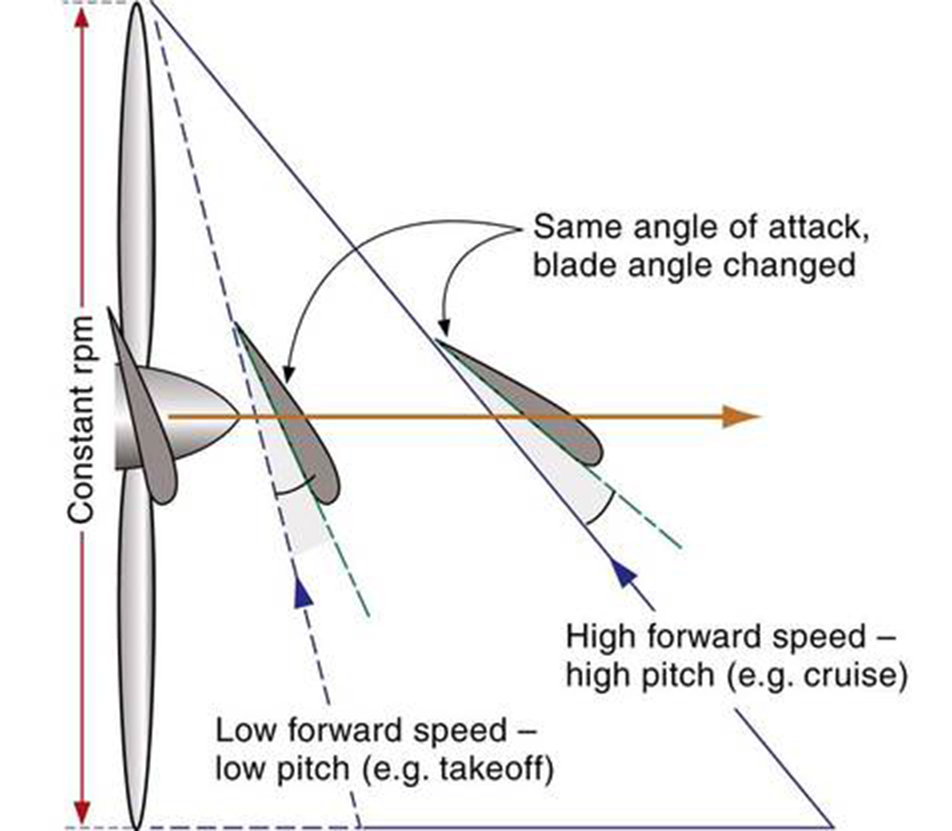 Constant rpm
Same angle of attack,
blade angle changed
High forward speed –
high pitch (e.g. cruise)
Low forward speed –
low pitch (e.g. takeoff)